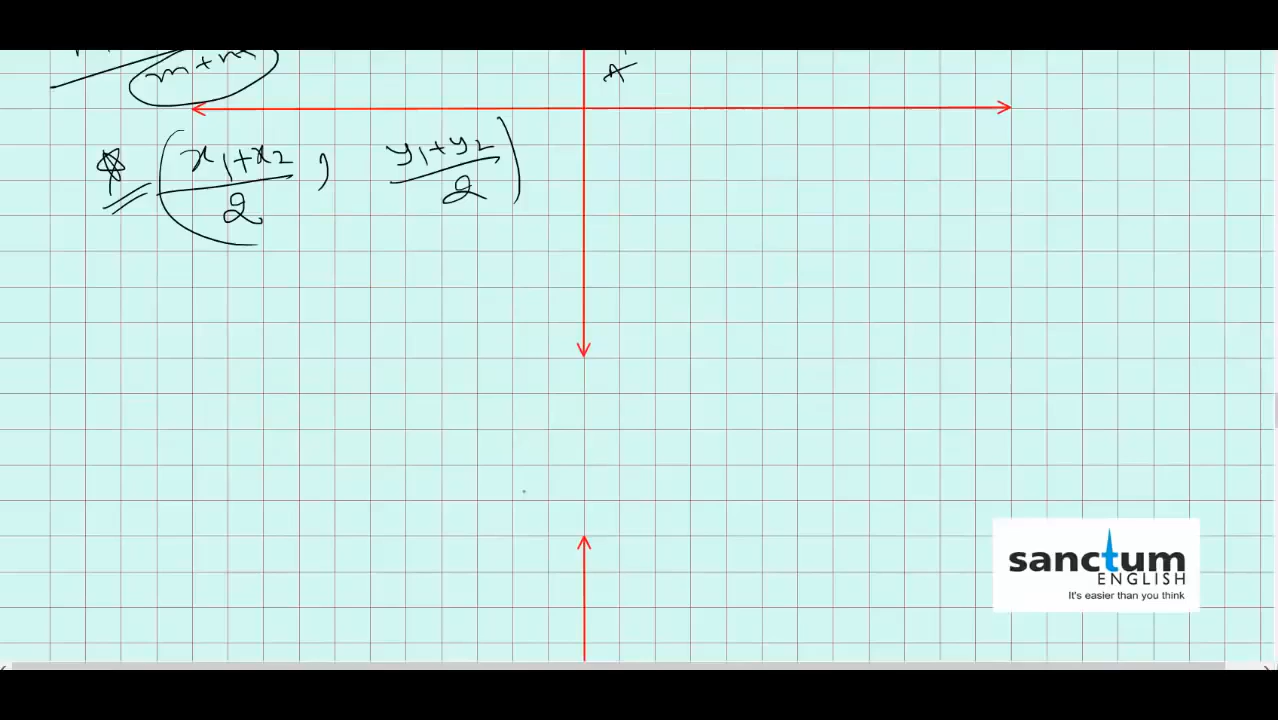 m+n
A
☆ (x₁+x₂/2 , y₁+y₂/2)
sanctum
ENGLISH
It's easier than you think